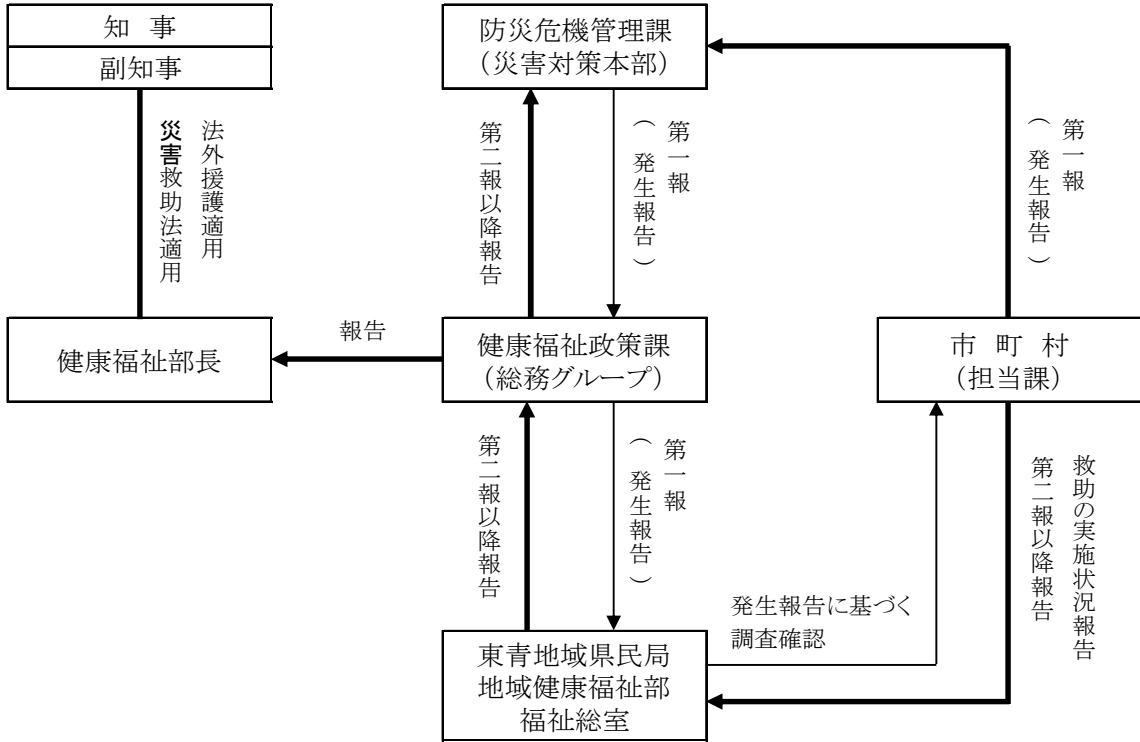 知　事
副知事
防災危機管理課
（災害対策本部）
法外援護適用
災害救助法適用
第二報以降報告
第一報
（発生報告）
第一報
（発生報告）
健康福祉部長
報告
健康福祉政策課
（総務グループ）
市　町　村
（担当課）
第二報以降報告
第一報
（発生報告）
救助の実施状況報告
第二報以降報告
発生報告に基づく
調査確認
東青地域県民局
地域健康福祉部
福祉総室